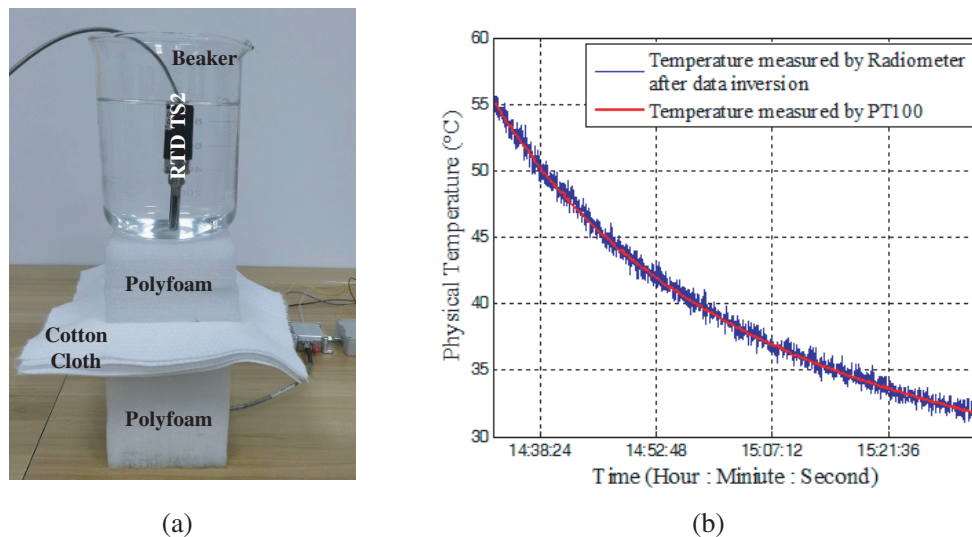 Beaker
RTD TS2
Polyfoam
Cotton
Cloth
Polyfoam
(a)
60
55
50
45
40
35
30
Physical Temperature (°C)
Temperature measured by Radiometer
after data inversion
Temperature measured by PT100
14:38:24 14:52:48 15:07:12 15:21:36
Time (Hour : Miniute : Second)
(b)